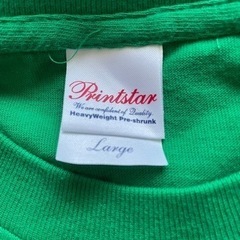 Printstar
We are confident of Quality
HeavyWeight Pre-shrunk
Large